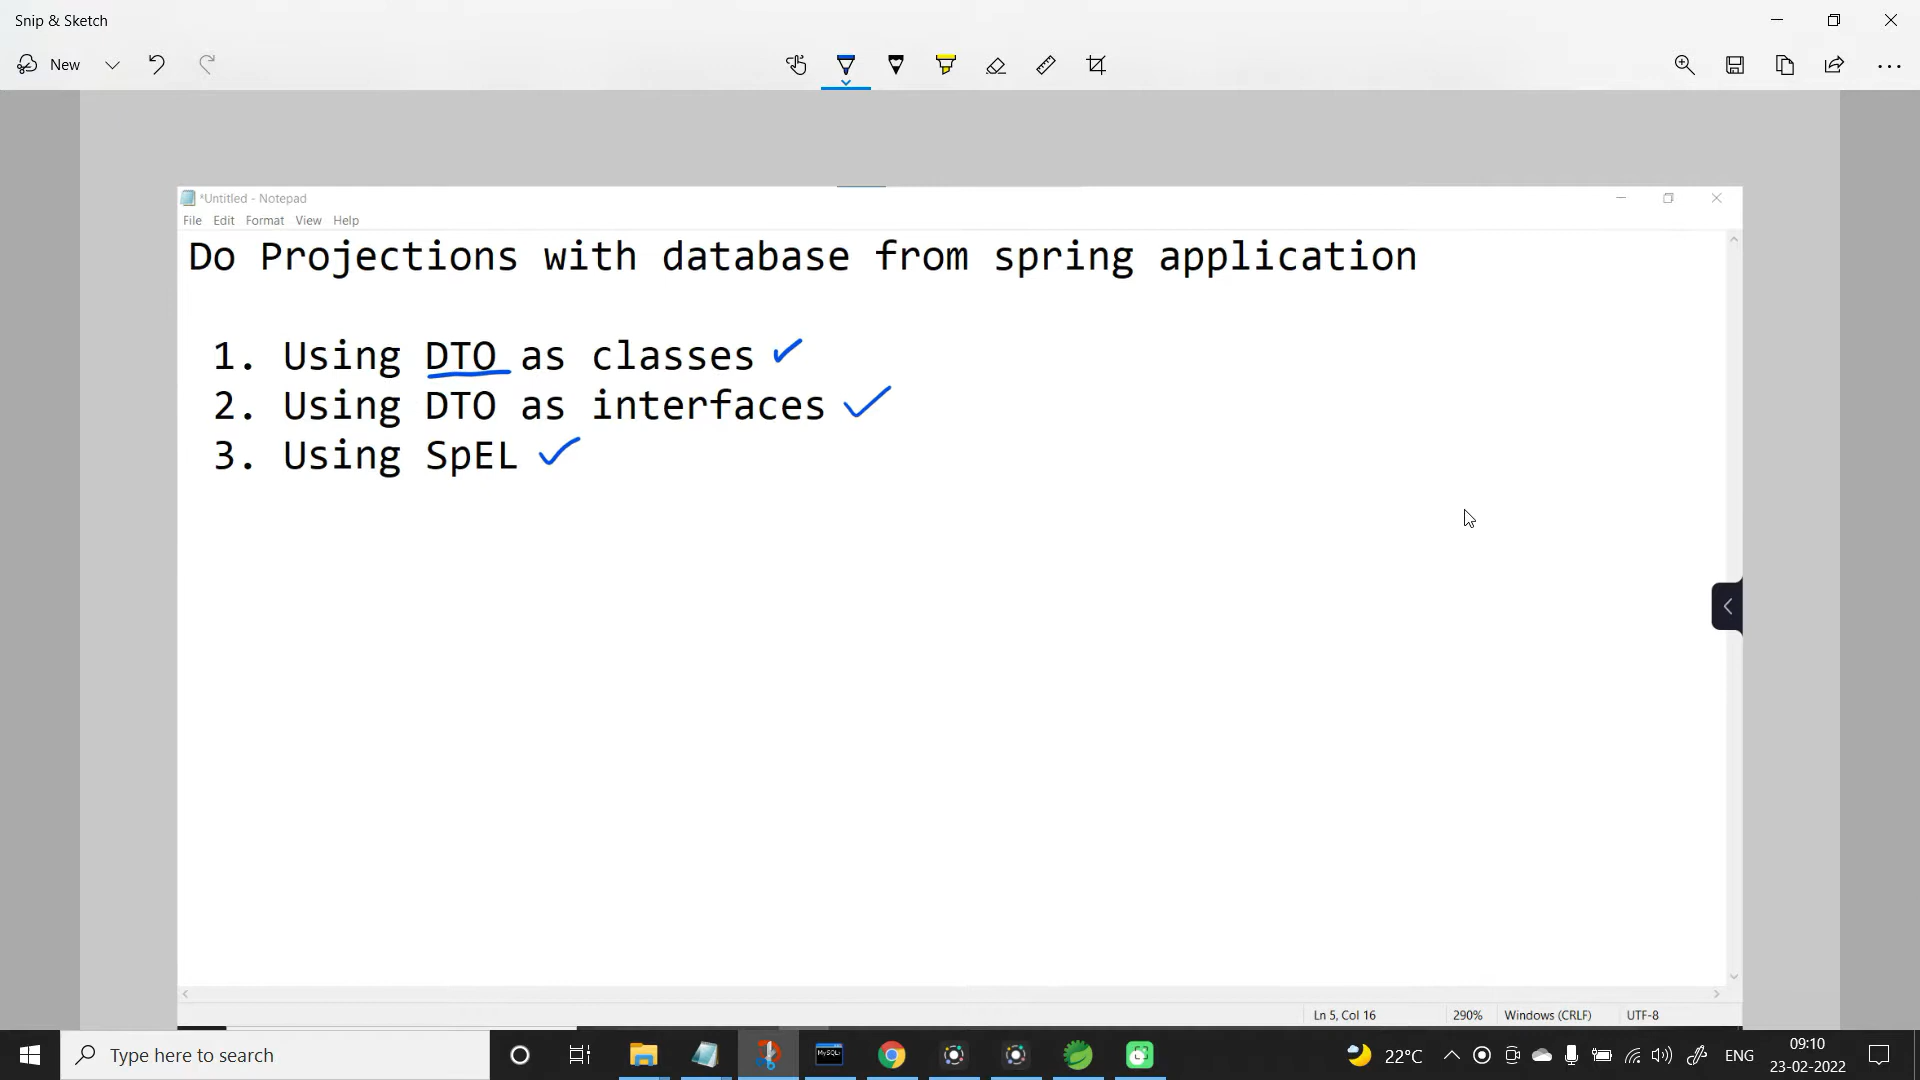 Snip & Sketch
New
*Untitled - Notepad
File Edit Format View Help
Do Projections with database from spring application
1. Using DTO as classes
2. Using DTO as interfaces
3. Using SpEL
Ln 5, Col 16 290% Windows (CRLF) UTF-8
Type here to search
MySQL
22°C
ENG
09:10
23-02-2022